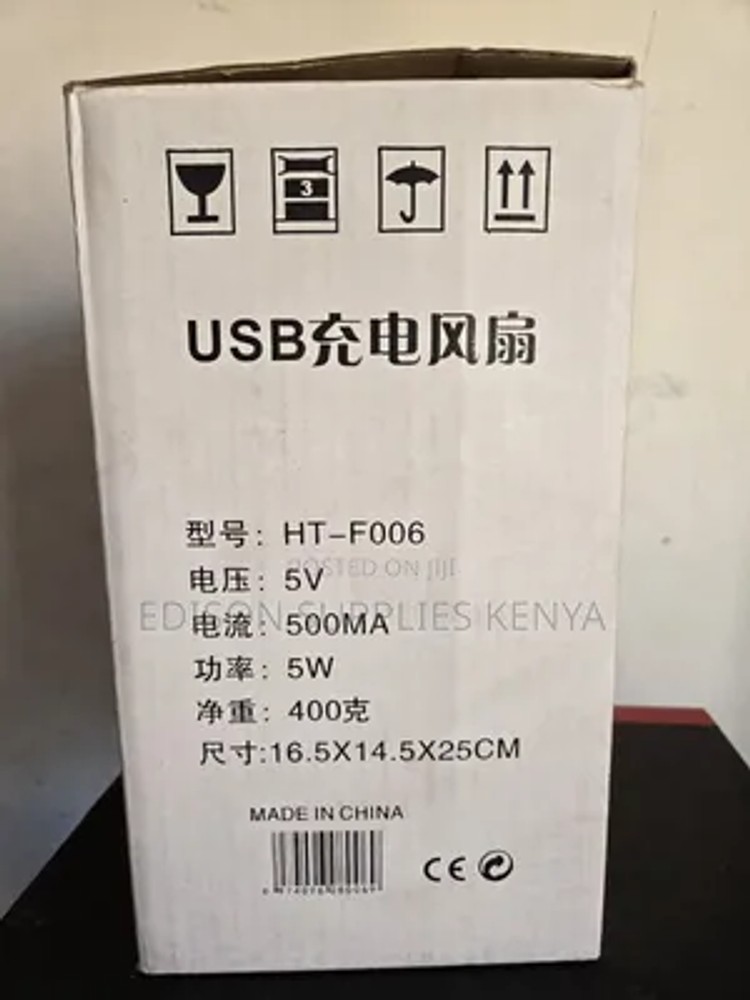 3
USB充电风扇
型号: HT-F006
POSTED ON JIJI
电压: 5V
EDISON SUPPLIES KENYA
电流: 500MA
功率: 5W
净重: 400克
尺寸:16.5X14.5X25CM
MADE IN CHINA
CE